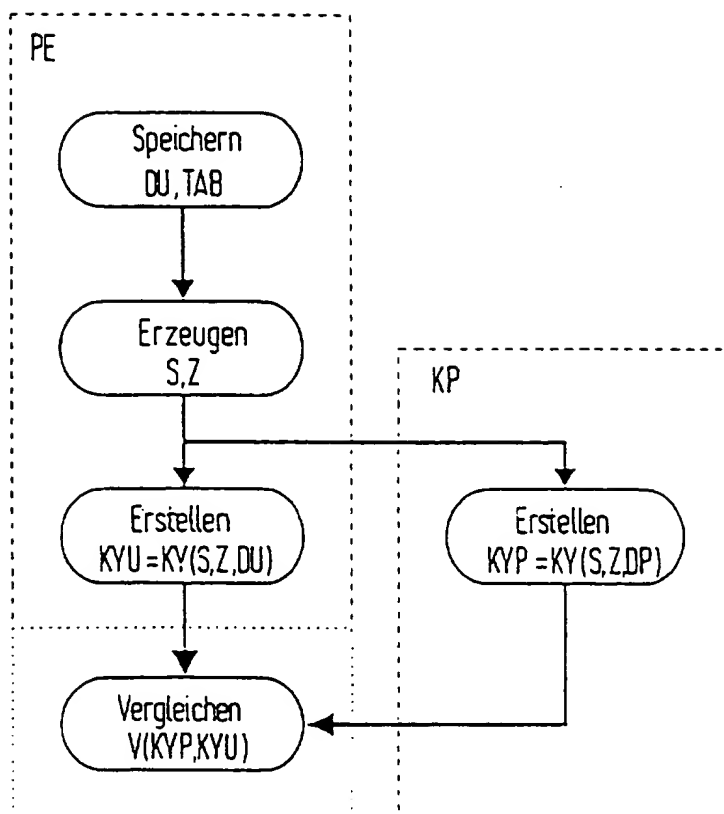 PE
Speichern
DU, TAB
Erzeugen
S,Z
KP
Erstellen
KYU=KY(S,Z,DU)
Erstellen
KYP=KY(S,Z,DP)
Vergleichen
V(KYP,KYU)